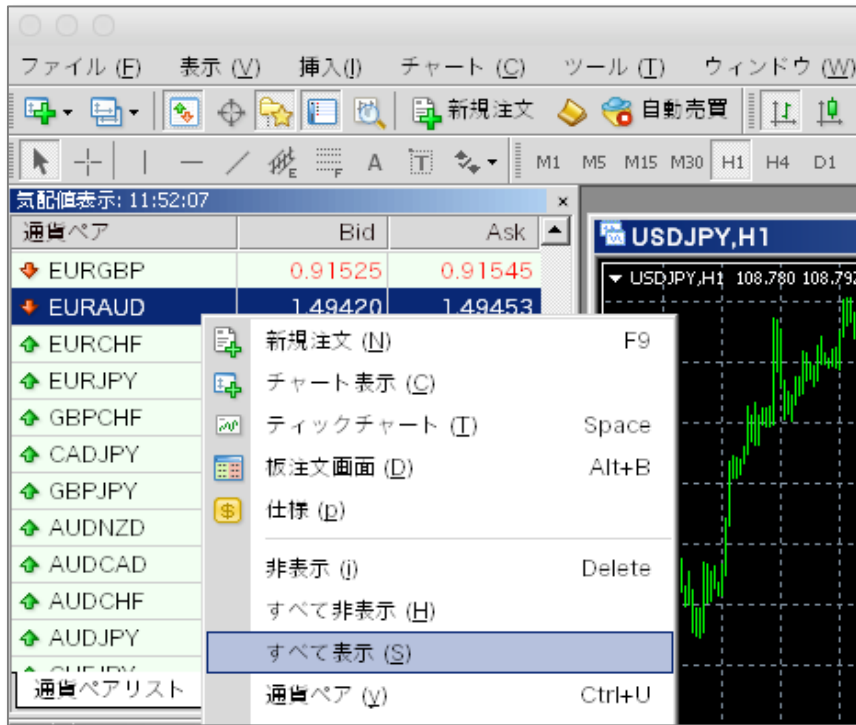 ファイル (F) 表示 (V) 挿入(I) チャート (C) ツール (T) ウィンドウ (W)
新規注文 自動売買
E F A T M1 M5 M15 M30 H1 H4 D1
気配値表示: 11:52:07 ×
通貨ペア Bid Ask
USDJPY,H1
EURGBP 0.91525 0.91545
USDJPY,H1 108.780 108.792
EURAUD 1.49420 1.49453
EURCHF
新規注文 (N) F9
EURJPY
チャート表示 (C)
GBPCHF
ティックチャート (T) Space
CADJPY
板注文画面 (D) Alt+B
GBPJPY
仕様 (p)
AUDNZD
AUDCAD
非表示 (i) Delete
AUDCHF
すべて非表示 (H)
AUDJPY
すべて表示 (S)
通貨ペアリスト
通貨ペア (y) Ctrl+U